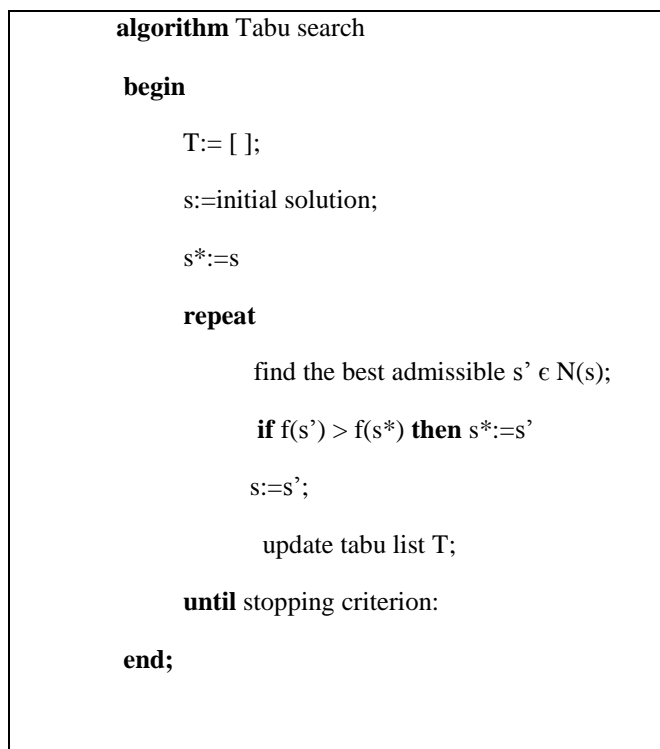 algorithm Tabu search
begin
T:= [ ];
s:=initial solution;
s*:=s
repeat
find the best admissible s’ ϵ N(s);
if f(s’) > f(s*) then s*:=s’
s:=s’;
update tabu list T;
until stopping criterion:
end;